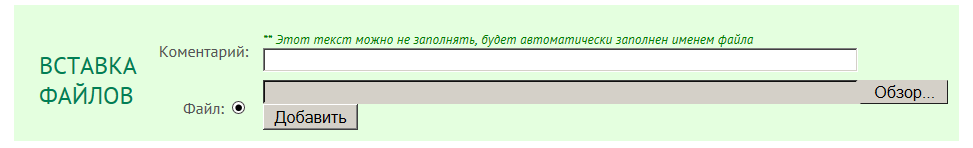 ** Этот текст можно не заполнять, будет автоматически заполнен именем файла
Коментарий:
ВСТАВКА
ФАЙЛОВ
Обзор...
Файл:
Добавить